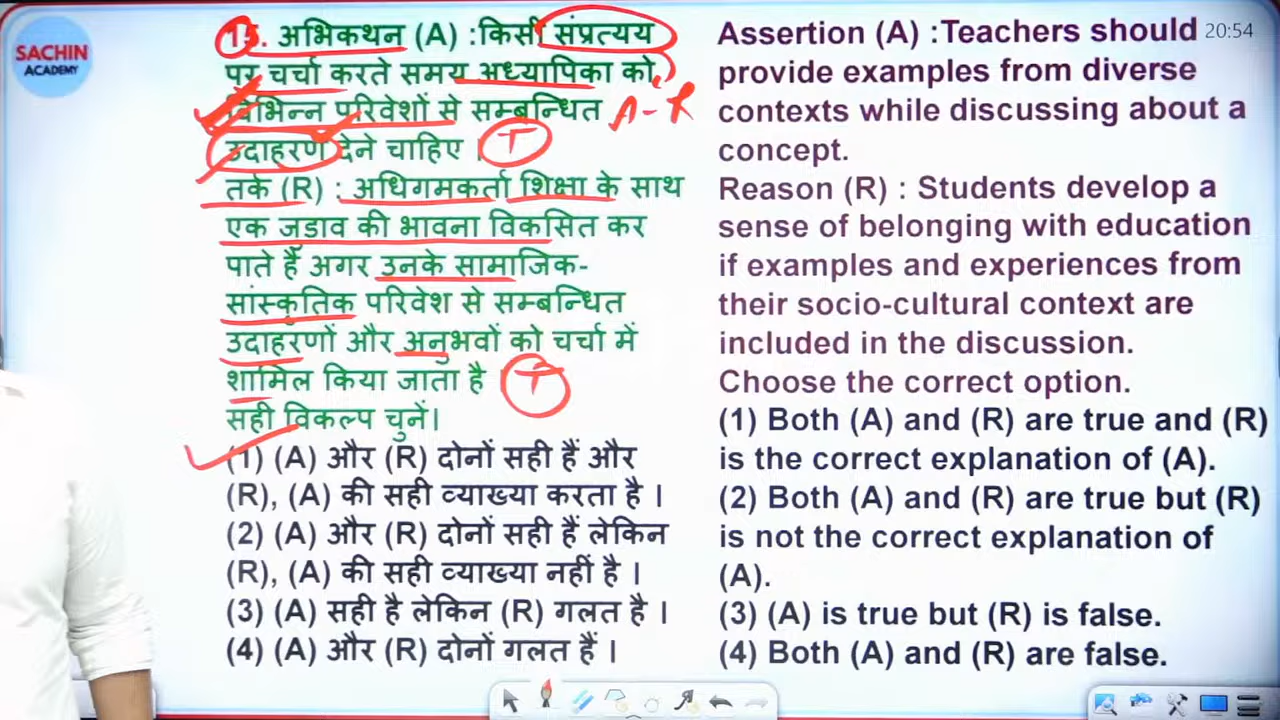 SACHIN
ACADEMY
15. अभिकथन (A) :किसी संप्रत्यय
पर चर्चा करते समय अध्यापिका को
विभिन्न परिवेशों से सम्बन्धित A-R
उदाहरण देने चाहिए । T
तर्क (R) : अधिगमकर्ता शिक्षा के साथ
एक जुडाव की भावना विकसित कर
पाते हैं अगर उनके सामाजिक-
सांस्कृतिक परिवेश से सम्बन्धित
उदाहरणों और अनुभवों को चर्चा में
शामिल किया जाता है T
सही विकल्प चुनें।
(1) (A) और (R) दोनों सही हैं और
(R), (A) की सही व्याख्या करता है ।
(2) (A) और (R) दोनों सही हैं लेकिन
(R), (A) की सही व्याख्या नहीं है ।
(3) (A) सही है लेकिन (R) गलत है ।
(4) (A) और (R) दोनों गलत हैं ।
Assertion (A) :Teachers should 20:54
provide examples from diverse
contexts while discussing about a
concept.
Reason (R) : Students develop a
sense of belonging with education
if examples and experiences from
their socio-cultural context are
included in the discussion.
Choose the correct option.
(1) Both (A) and (R) are true and (R)
is the correct explanation of (A).
(2) Both (A) and (R) are true but (R)
is not the correct explanation of
(A).
(3) (A) is true but (R) is false.
(4) Both (A) and (R) are false.